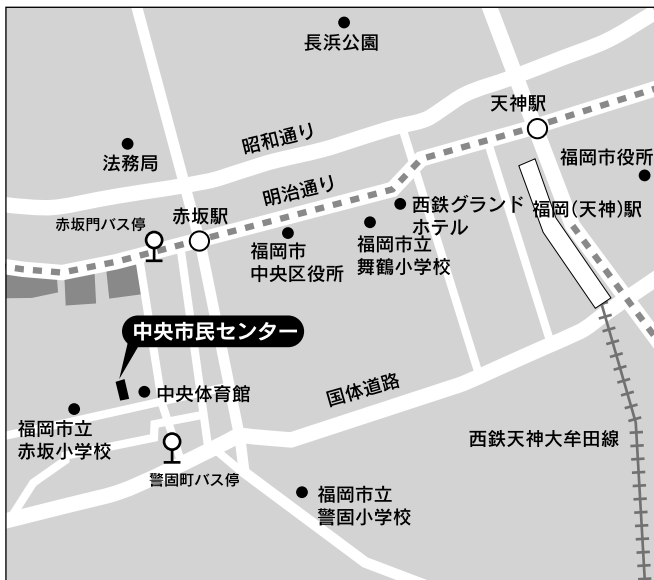 長浜公園
天神駅
昭和通り
法務局
福岡市役所
明治通り
西鉄グランド
ホテル
福岡(天神)駅
赤坂門バス停
赤坂駅
福岡市
中央区役所
福岡市立
舞鶴小学校
中央市民センター
中央体育館
国体道路
福岡市立
赤坂小学校
西鉄天神大牟田線
警固町バス停
福岡市立
警固小学校